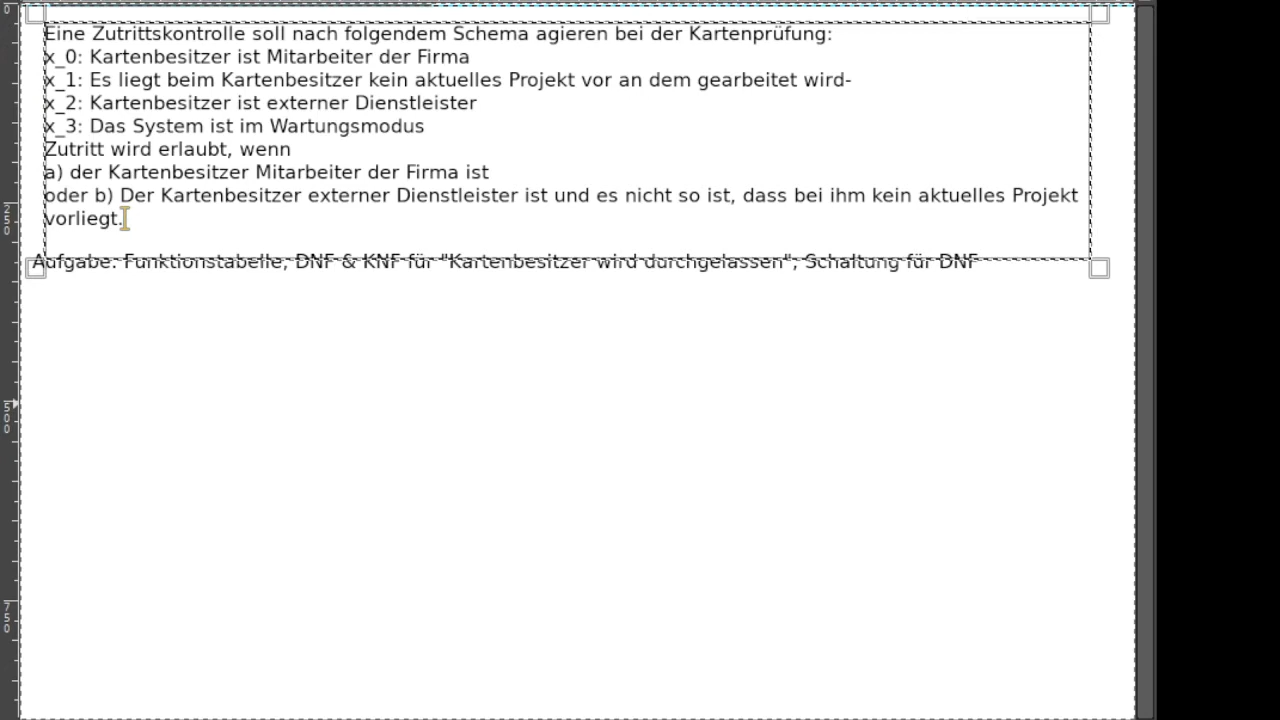 Eine Zutrittskontrolle soll nach folgendem Schema agieren bei der Kartenprüfung:
x_0: Kartenbesitzer ist Mitarbeiter der Firma
x_1: Es liegt beim Kartenbesitzer kein aktuelles Projekt vor an dem gearbeitet wird-
x_2: Kartenbesitzer ist externer Dienstleister
x_3: Das System ist im Wartungsmodus
Zutritt wird erlaubt, wenn
a) der Kartenbesitzer Mitarbeiter der Firma ist
oder b) Der Kartenbesitzer externer Dienstleister ist und es nicht so ist, dass bei ihm kein aktuelles Projekt
vorliegt.
Aufgabe: Funktionstabelle; DNF & KNF für "Kartenbesitzer wird durchgelassen"; Schaltung für DNF
0
250
500
750